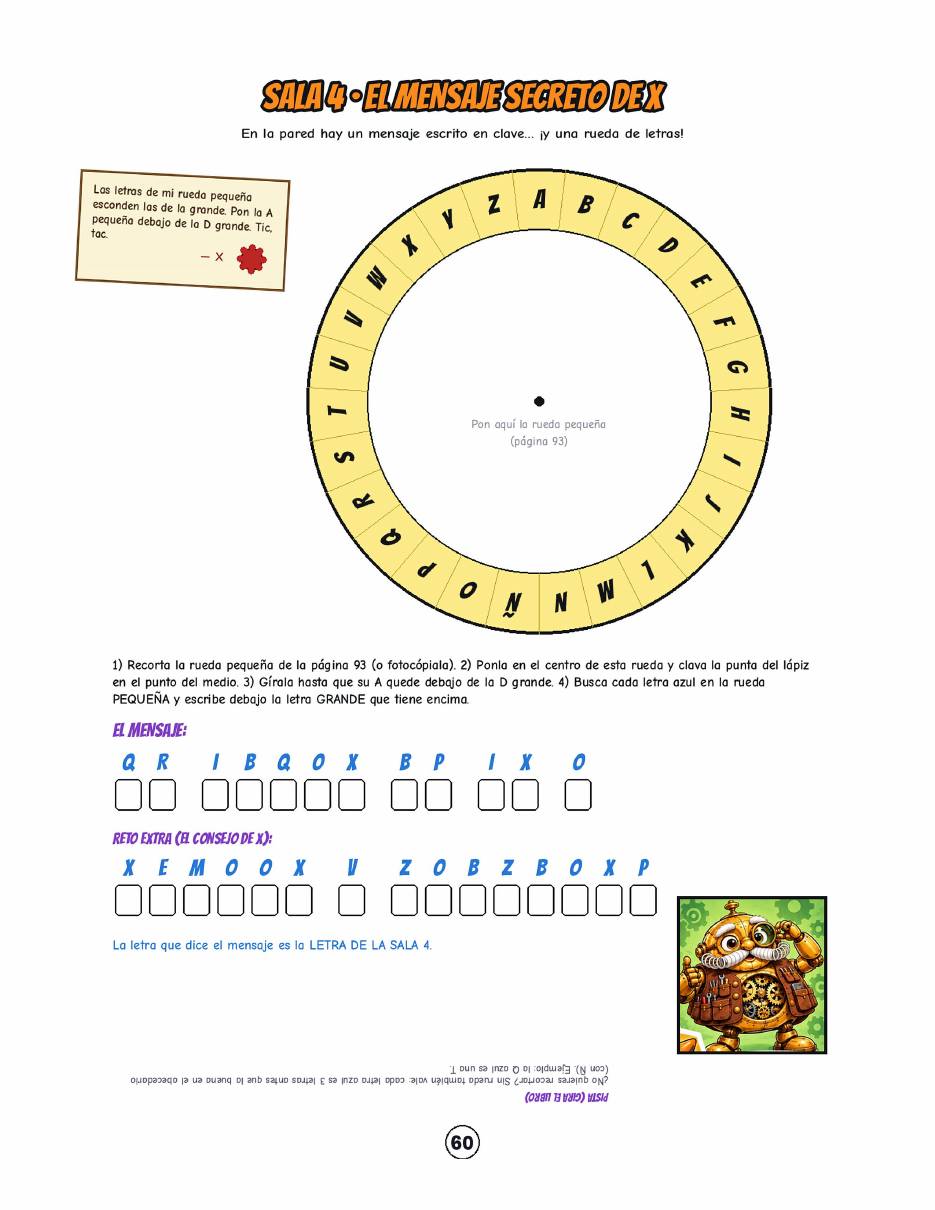 SALA 4 • EL MENSAJE SECRETO DE X
En la pared hay un mensaje escrito en clave... ¡y una rueda de letras!
Las letras de mi rueda pequeña
esconden las de la grande. Pon la A
pequeña debajo de la D grande. Tic,
tac.
— X
A B C D E F G H I J K L M N Ñ O P Q R S T U V W X Y Z
Pon aquí la rueda pequeña
(página 93)
1) Recorta la rueda pequeña de la página 93 (o fotocópiala). 2) Ponla en el centro de esta rueda y clava la punta del lápiz
en el punto del medio. 3) Gírala hasta que su A quede debajo de la D grande. 4) Busca cada letra azul en la rueda
PEQUEÑA y escribe debajo la letra GRANDE que tiene encima.
EL MENSAJE:
Q R I B Q O X B P I X O
RETO EXTRA (EL CONSEJO DE X):
X E M O O X V Z O B Z B O X P
La letra que dice el mensaje es la LETRA DE LA SALA 4.
PISTA (GIRA EL LIBRO)
¿No quieres recortar? Sin rueda también vale: cada letra azul es 3 letras antes que la buena en el abecedario
(con Ñ). Ejemplo: la Q azul es una T.
60